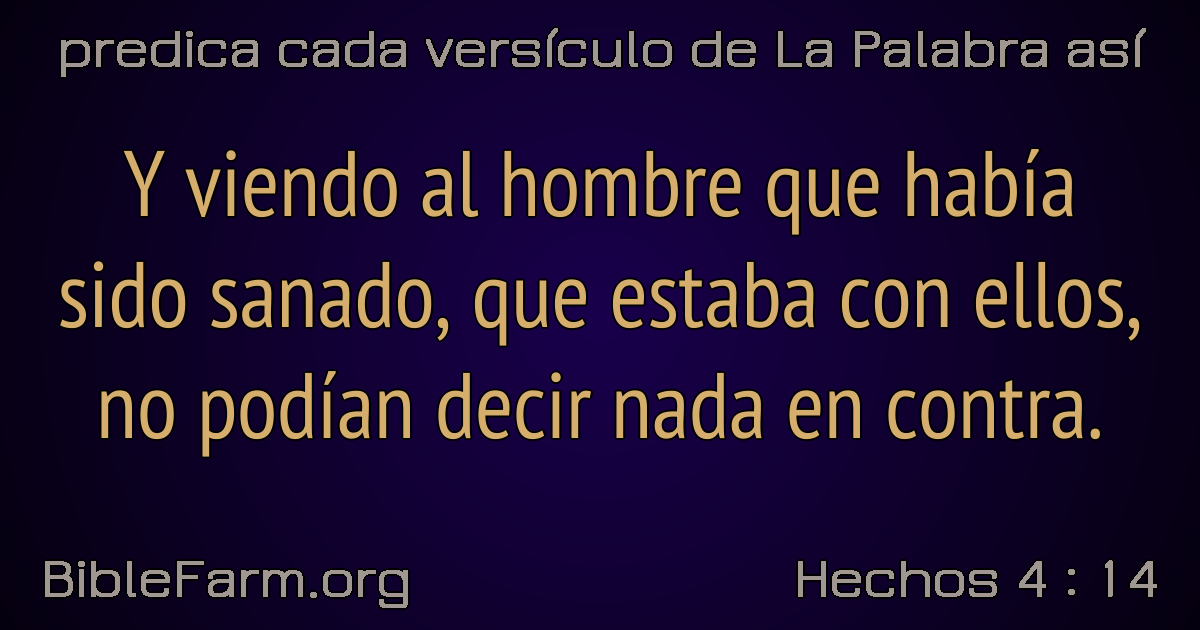 predica cada versículo de La Palabra así
Y viendo al hombre que había
sido sanado, que estaba con ellos,
no podían decir nada en contra.
BibleFarm.org
Hechos 4 : 14